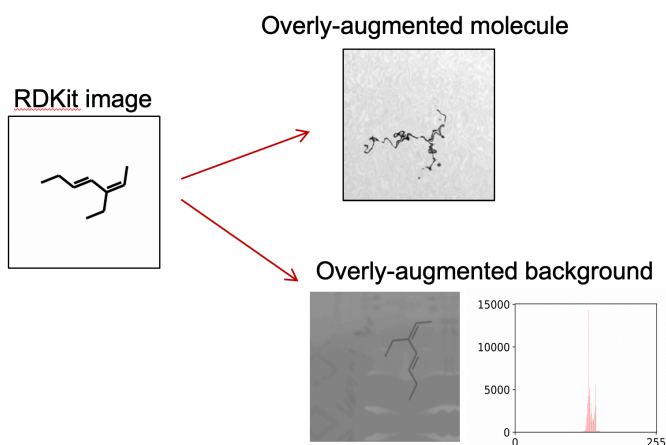 Overly-augmented molecule
RDKit image
Overly-augmented background
15000
10000
5000
0
0 255